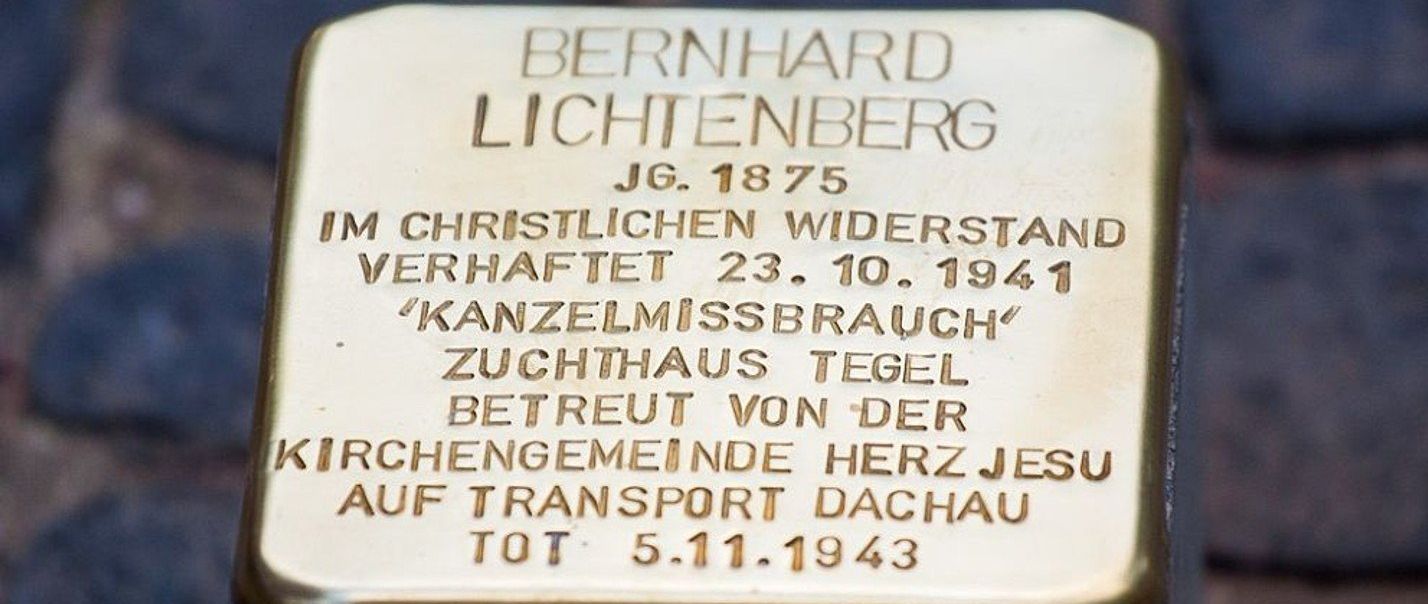 BERNHARD
LICHTENBERG
JG. 1875
IM CHRISTLICHEN WIDERSTAND
VERHAFTET 23. 10. 1941
'KANZELMISSBRAUCH'
ZUCHTHAUS TEGEL
BETREUT VON DER
KIRCHENGEMEINDE HERZ JESU
AUF TRANSPORT DACHAU
TOT 5.11.1943